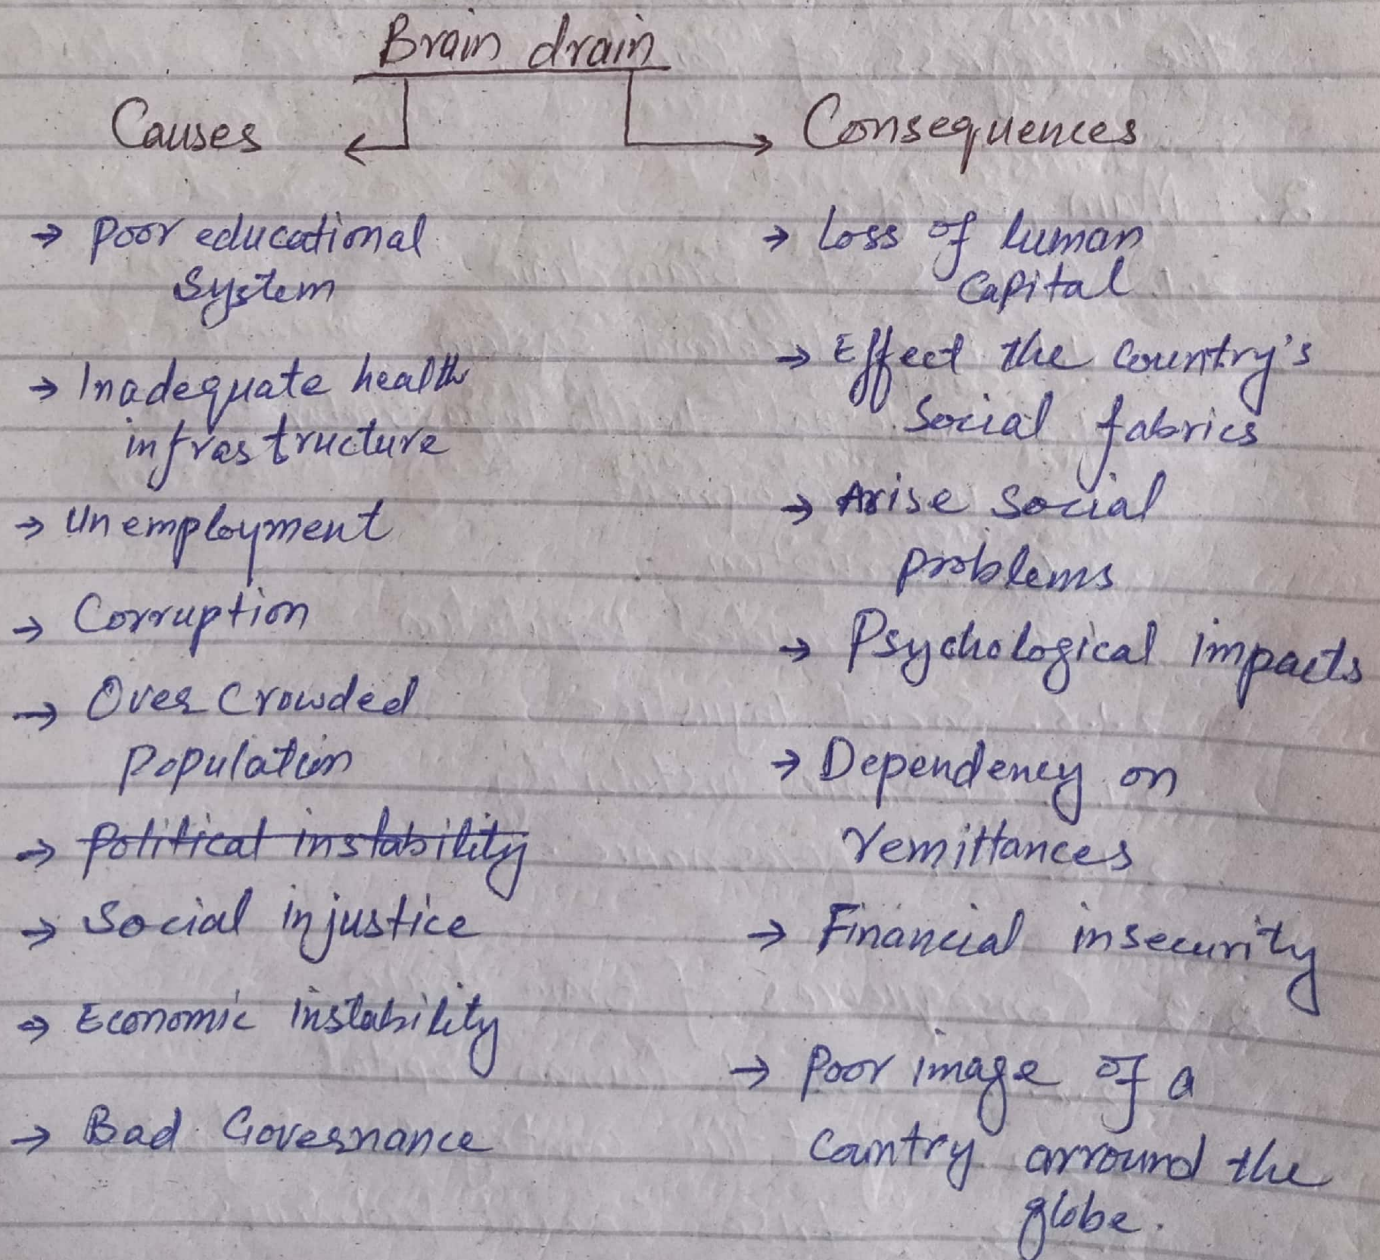 Brain drain
Causes
Consequences
→ Poor educational
System
→ Inadequate health
infrastructure
→ Unemployment
→ Corruption
→ Over Crowded
Population
→ Political instability
→ Social injustice
→ Economic instability
→ Bad Governance
→ Loss of human
Capital
→ Effect the Country's
Social fabrics
→ Arise Social
problems
→ Psychological impacts
→ Dependency on
remittances
→ Financial insecurity
→ Poor image of a
Country arround the
globe.